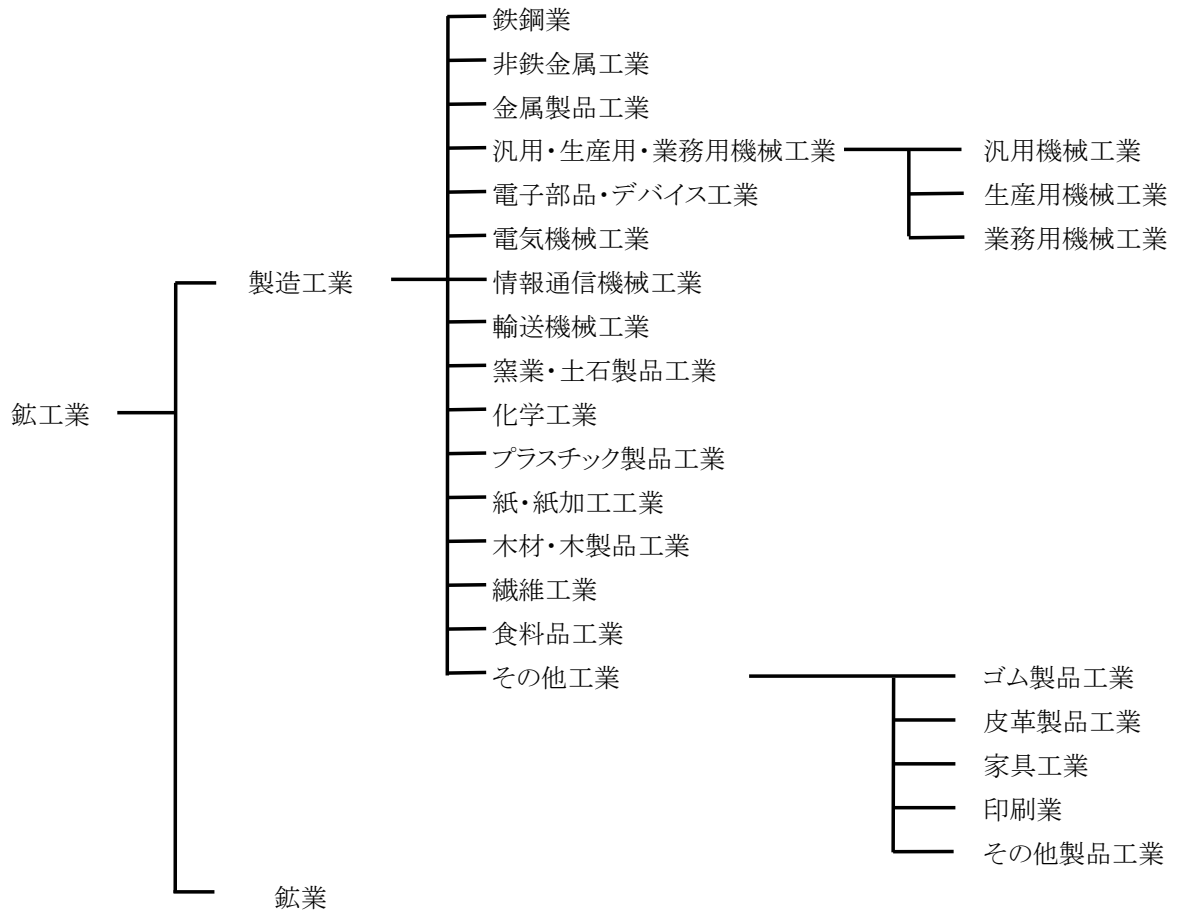 鉄鋼業
非鉄金属工業
金属製品工業
汎用・生産用・業務用機械工業
汎用機械工業
電子部品・デバイス工業
生産用機械工業
電気機械工業
業務用機械工業
製造工業
情報通信機械工業
輸送機械工業
窯業・土石製品工業
鉱工業
化学工業
プラスチック製品工業
紙・紙加工工業
木材・木製品工業
繊維工業
食料品工業
その他工業
ゴム製品工業
皮革製品工業
家具工業
印刷業
その他製品工業
鉱業